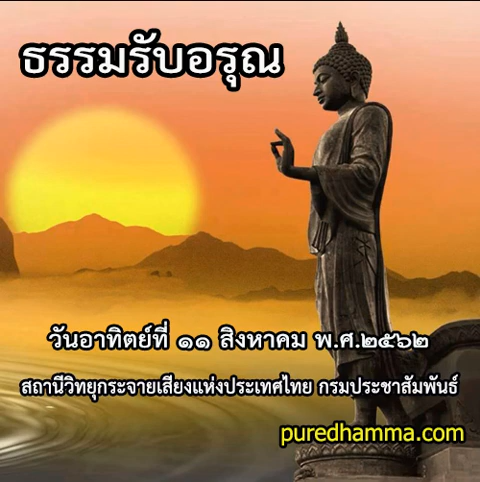 ธรรมรับอรุณ
วันอาทิตย์ที่ ๑๑ สิงหาคม พ.ศ.๒๕๖๒
สถานีวิทยุกระจายเสียงแห่งประเทศไทย กรมประชาสัมพันธ์
puredhamma.com